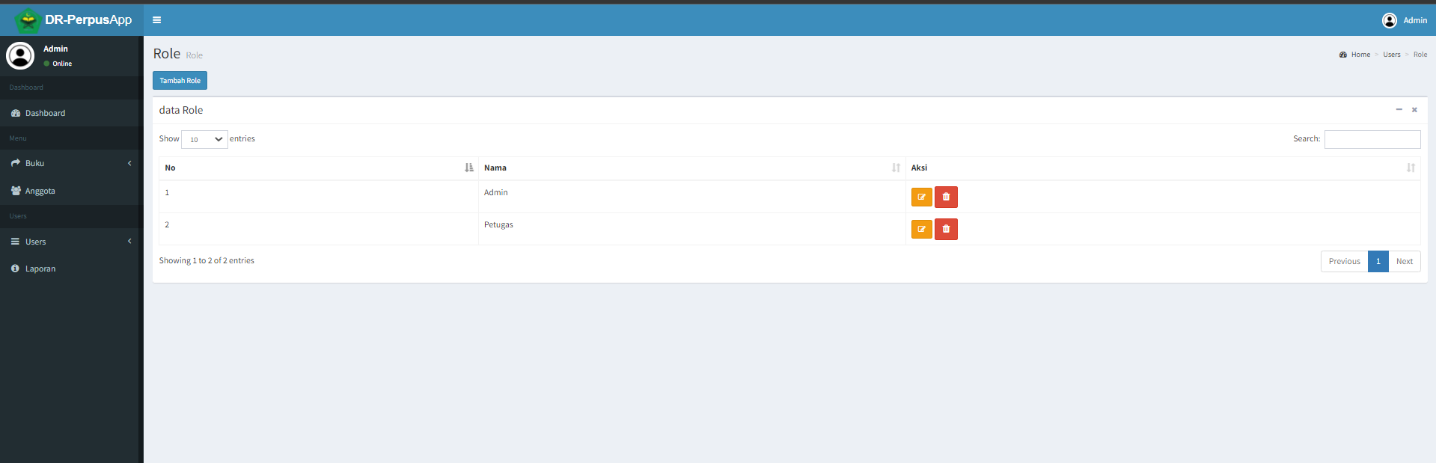 DR-PerpusApp
Admin
Admin
Online
Dashboard
Dashboard
Menu
Buku
Anggota
Users
Users
Laporan
Role Role
Home > Users > Role
Tambah Role
data Role
Show 10 entries
Search:
No Nama Aksi
1 Admin
2 Petugas
Showing 1 to 2 of 2 entries
Previous 1 Next